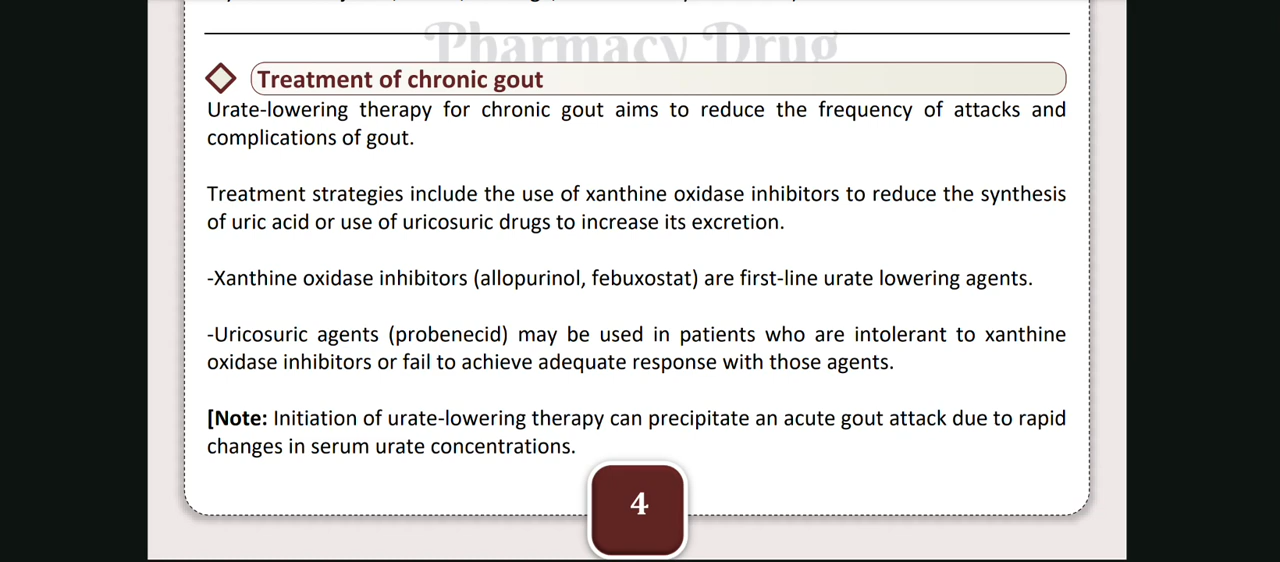 Pharmacy Drug
Treatment of chronic gout
Urate-lowering therapy for chronic gout aims to reduce the frequency of attacks and
complications of gout.
Treatment strategies include the use of xanthine oxidase inhibitors to reduce the synthesis
of uric acid or use of uricosuric drugs to increase its excretion.
-Xanthine oxidase inhibitors (allopurinol, febuxostat) are first-line urate lowering agents.
-Uricosuric agents (probenecid) may be used in patients who are intolerant to xanthine
oxidase inhibitors or fail to achieve adequate response with those agents.
[Note: Initiation of urate-lowering therapy can precipitate an acute gout attack due to rapid
changes in serum urate concentrations.
4